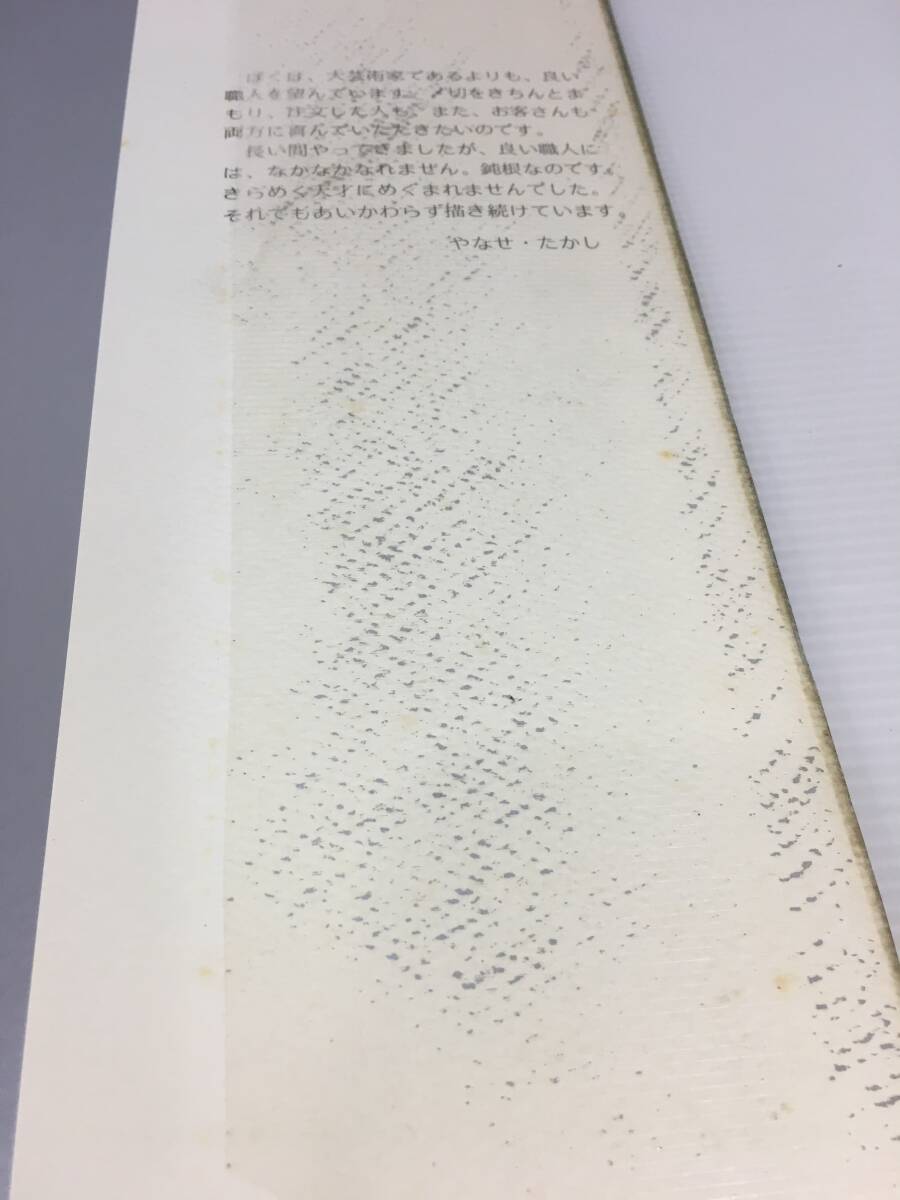 ぼくは、大芸術家であるよりも、良い
職人を望んでいます。〆切をきちんとま
もり、注文した人も、また、お客さんも
両方に喜んでいただきたいのです。
長い間やってきましたが、良い職人に
は、なかなかなれません。鈍根なのです。
きらめく天才にめぐまれませんでした。
それでもあいかわらず描き続けています
やなせ・たかし